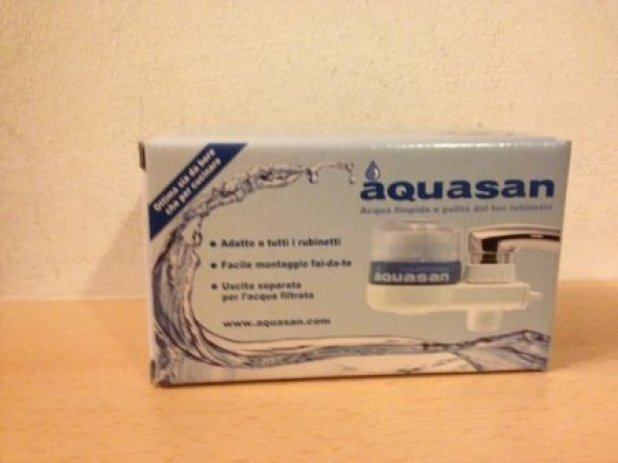 Ottima sia da bere
che per cucinare
aquasan
Acqua limpida e pulita dal tuo rubinetto
• Adatto a tutti i rubinetti
• Facile montaggio fai-da-te
• Uscita separata
per l'acqua filtrata
aquasan
www.aquasan.com